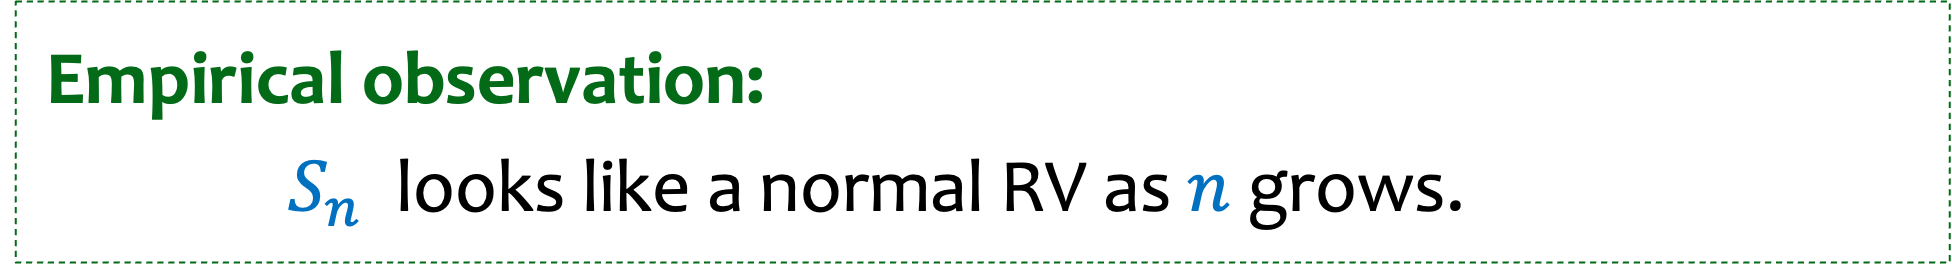 Empirical observation:
Sₙ looks like a normal RV as n grows.